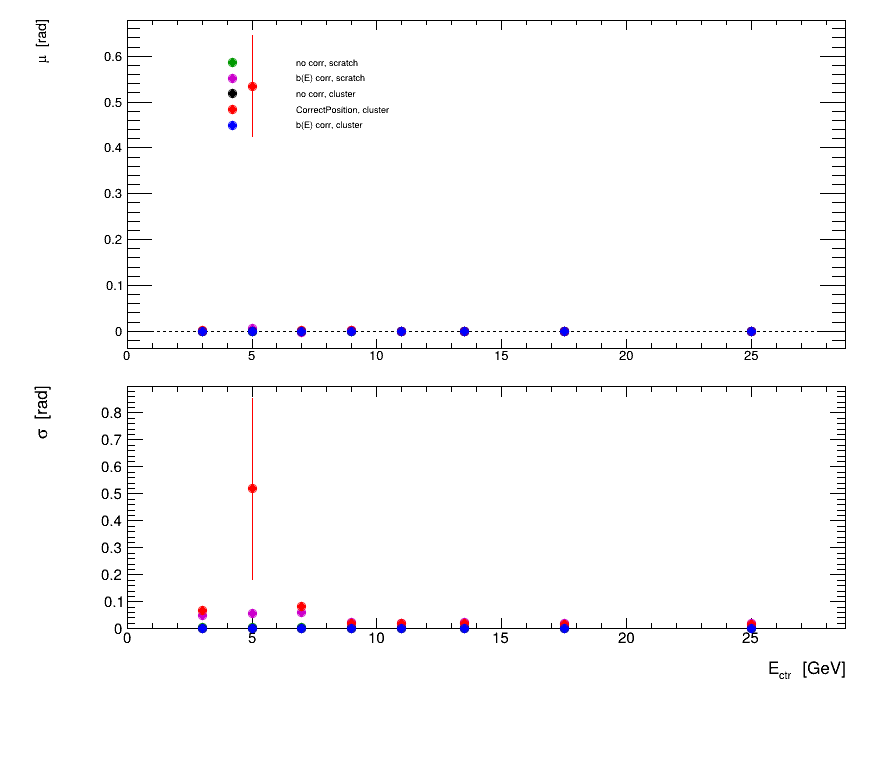 μ [rad]
0.6
0.5
0.4
0.3
0.2
0.1
0
no corr, scratch
b(E) corr, scratch
no corr, cluster
CorrectPosition, cluster
b(E) corr, cluster
0 5 10 15 20 25
σ [rad]
0.8
0.7
0.6
0.5
0.4
0.3
0.2
0.1
0
0 5 10 15 20 25
E_ctr [GeV]